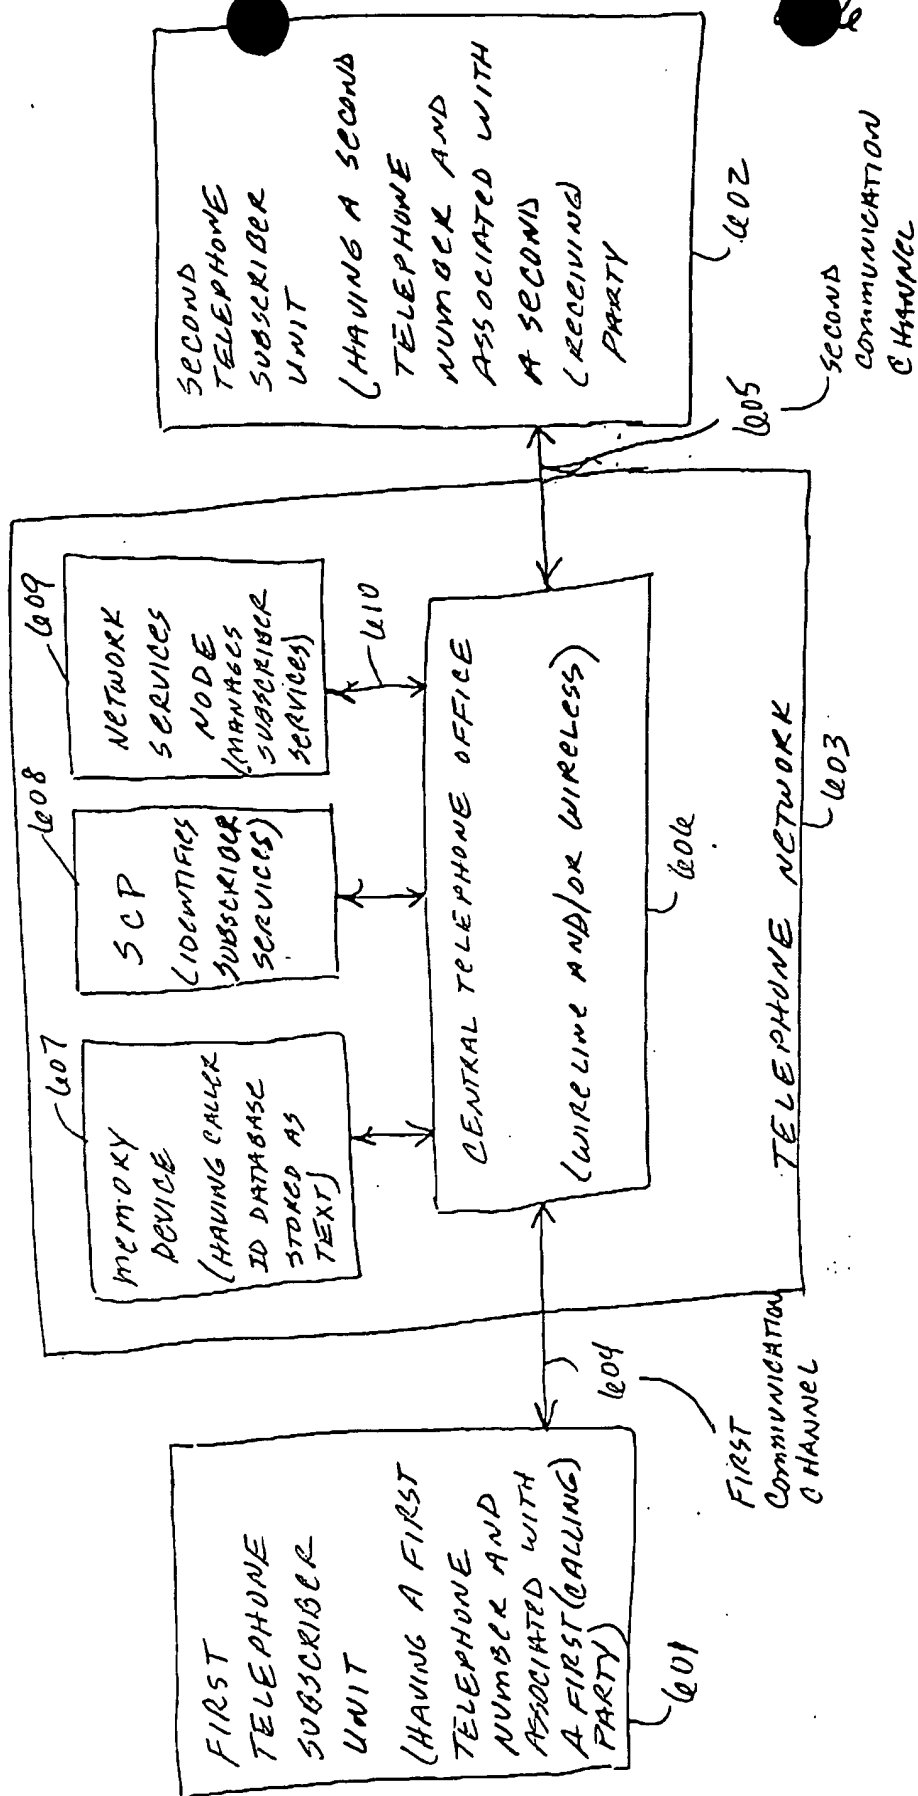 FIRST
TELEPHONE
SUBSCRIBER
UNIT
(HAVING A FIRST
TELEPHONE
NUMBER AND
ASSOCIATED WITH
A FIRST (CALLING)
PARTY)
601
604
FIRST
COMMUNICATION
CHANNEL
607
MEMORY
DEVICE
(HAVING CALLER
ID DATABASE
STORED AS
TEXT)
608
SCP
(IDENTIFIES
SUBSCRIBER
SERVICES)
609
NETWORK
SERVICES
NODE
(MANAGES
SUBSCRIBER
SERVICES)
610
CENTRAL TELEPHONE OFFICE
(WIRELINE AND/OR WIRELESS)
606
TELEPHONE NETWORK
603
SECOND
TELEPHONE
SUBSCRIBER
UNIT
(HAVING A SECOND
TELEPHONE
NUMBER AND
ASSOCIATED WITH
A SECOND
(RECEIVING)
PARTY
602
605
SECOND
COMMUNICATION
CHANNEL